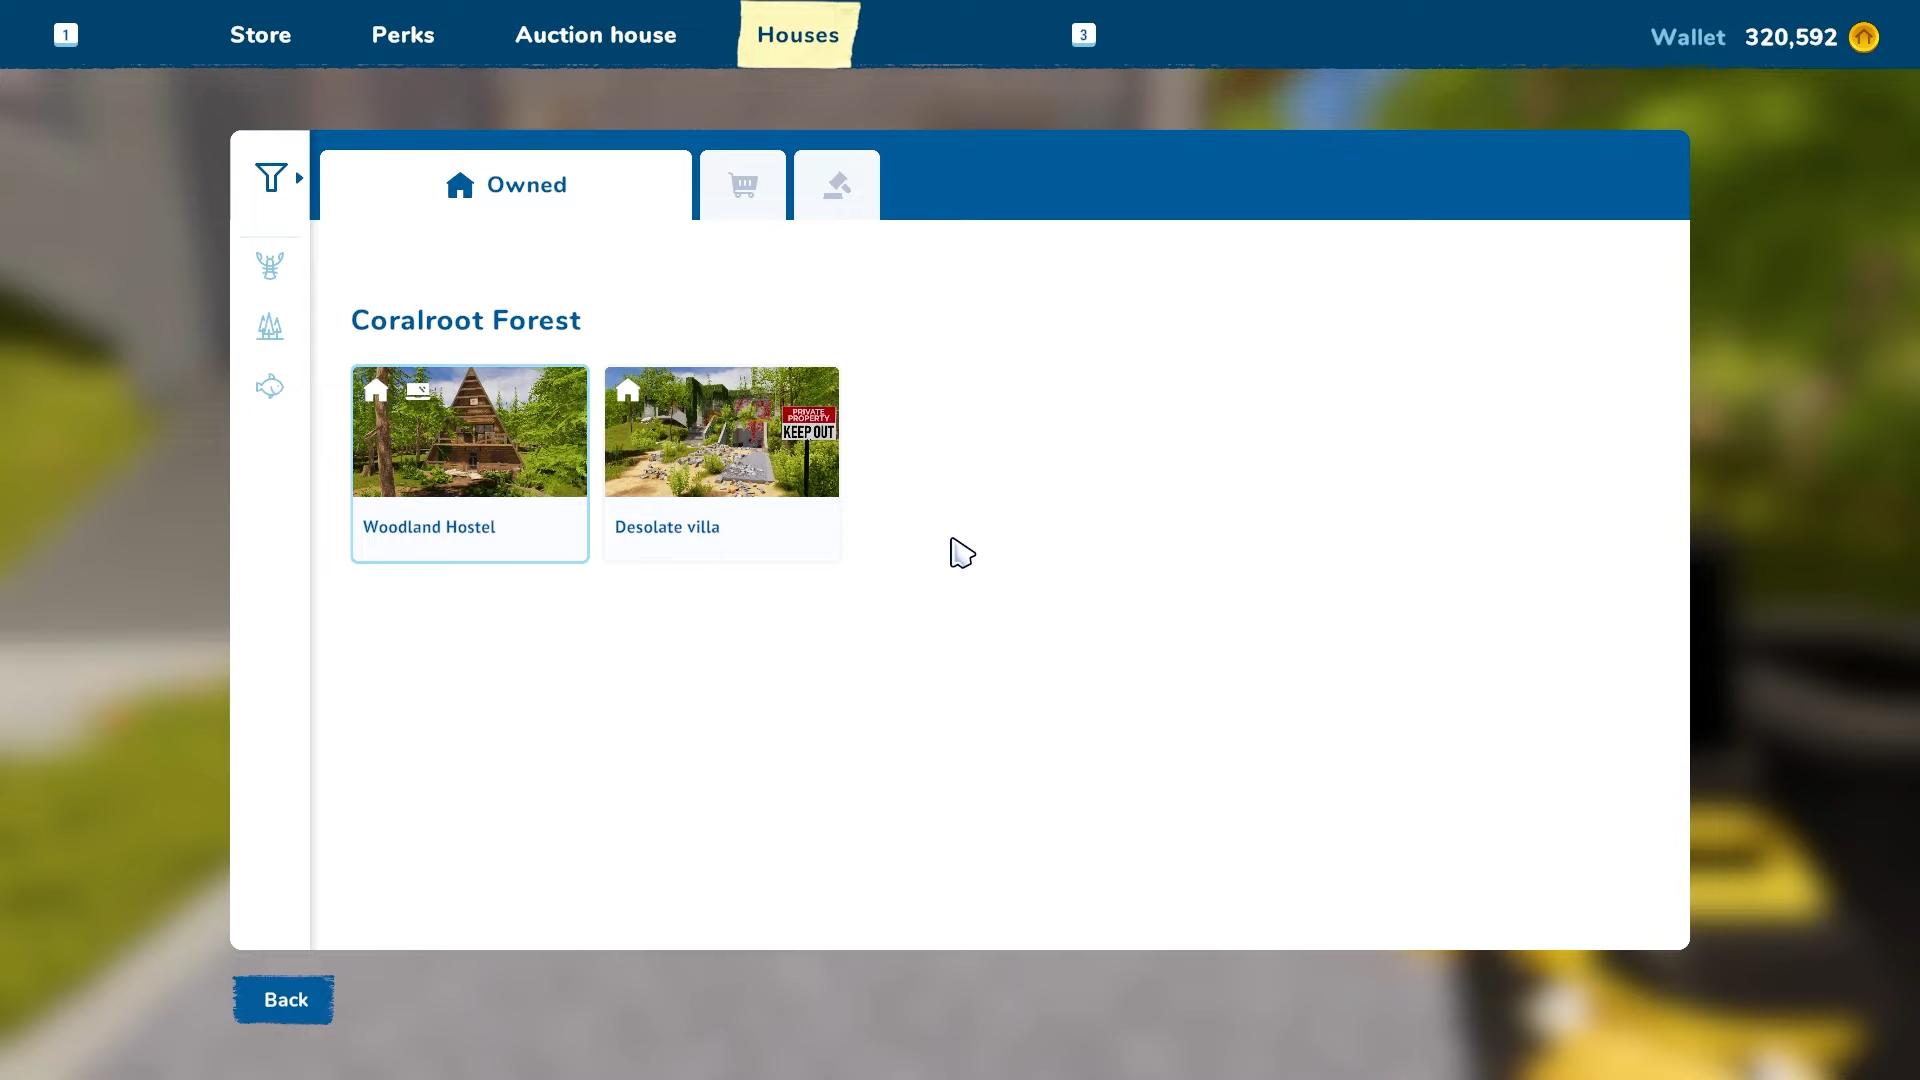 1 Store Perks Auction house Houses 3 Wallet 320,592
Owned
Coralroot Forest
PRIVATE
PROPERTY
KEEP OUT
Woodland Hostel Desolate villa
Back